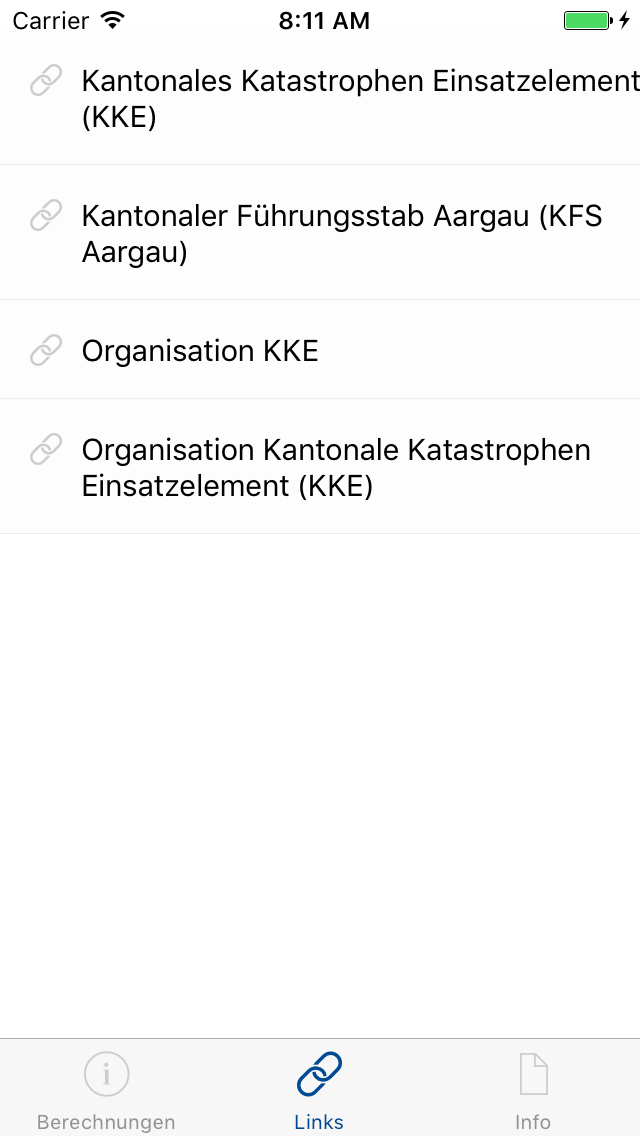 Carrier 8:11 AM
Kantonales Katastrophen Einsatzelement
(KKE)
Kantonaler Führungsstab Aargau (KFS
Aargau)
Organisation KKE
Organisation Kantonale Katastrophen
Einsatzelement (KKE)
Berechnungen Links Info